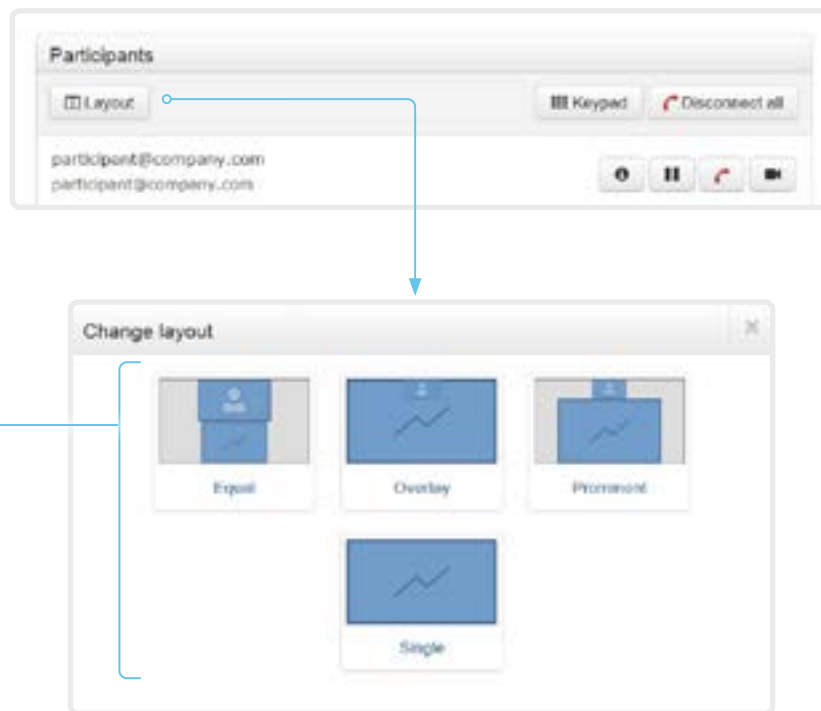 Participants
Layout Keypad Disconnect all
participant@company.com
participant@company.com
Change layout
Equal Overlay Prominent
Single